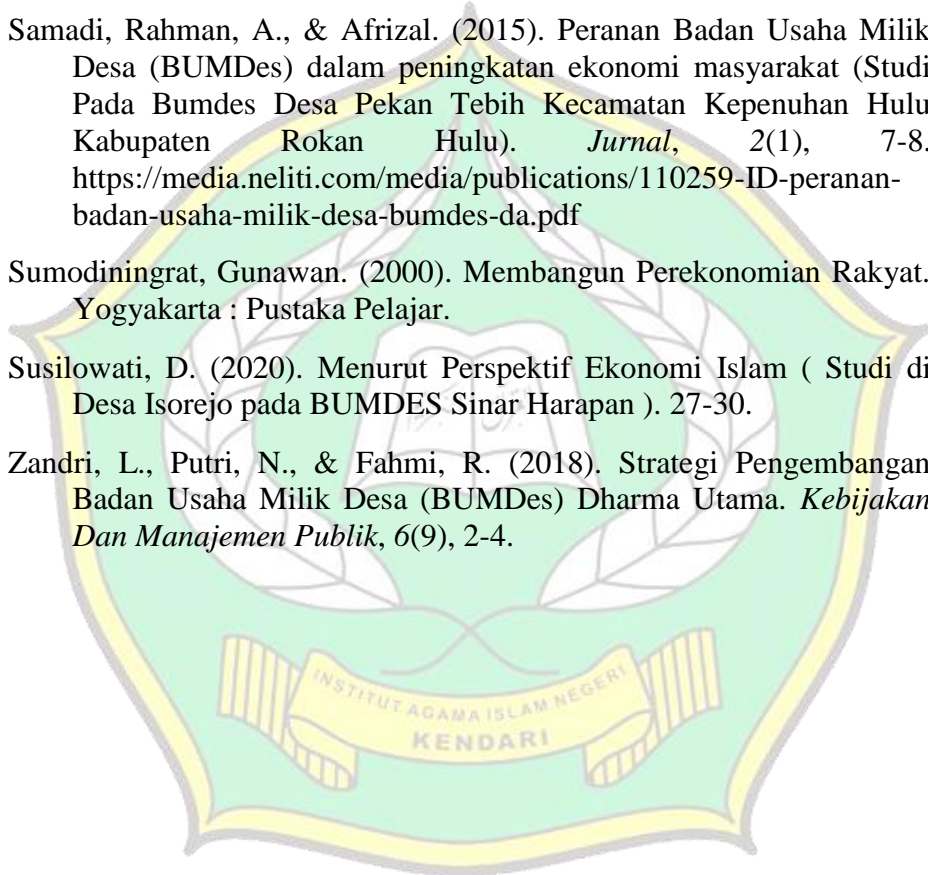 Samadi, Rahman, A., & Afrizal. (2015). Peranan Badan Usaha Milik
Desa (BUMDes) dalam peningkatan ekonomi masyarakat (Studi
Pada Bumdes Desa Pekan Tebih Kecamatan Kepenuhan Hulu
Kabupaten Rokan Hulu). Jurnal, 2(1), 7-8.
https://media.neliti.com/media/publications/110259-ID-peranan-
badan-usaha-milik-desa-bumdes-da.pdf
Sumodiningrat, Gunawan. (2000). Membangun Perekonomian Rakyat.
Yogyakarta : Pustaka Pelajar.
Susilowati, D. (2020). Menurut Perspektif Ekonomi Islam ( Studi di
Desa Isorejo pada BUMDES Sinar Harapan ). 27-30.
Zandri, L., Putri, N., & Fahmi, R. (2018). Strategi Pengembangan
Badan Usaha Milik Desa (BUMDes) Dharma Utama. Kebijakan
Dan Manajemen Publik, 6(9), 2-4.
INSTITUT AGAMA ISLAM NEGERI
KENDARI